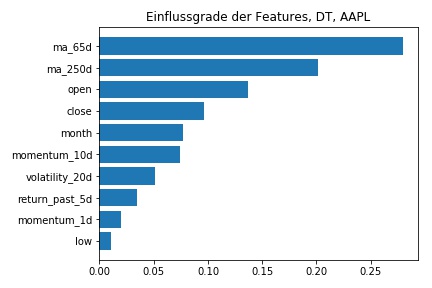 Einflussgrade der Features, DT, AAPL
ma_65d
ma_250d
open
close
month
momentum_10d
volatility_20d
return_past_5d
momentum_1d
low
0.00 0.05 0.10 0.15 0.20 0.25